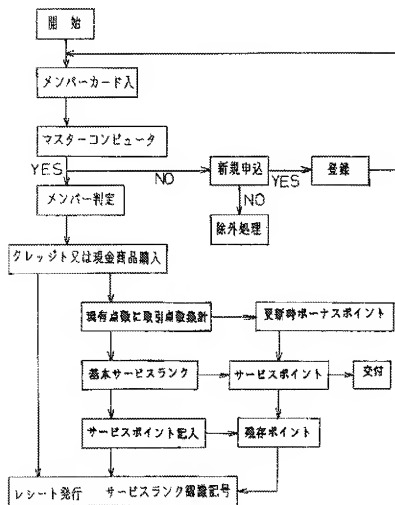 開始
メンバーカード入
マスターコンピュータ
YES
NO
新規申込
YES
登録
NO
メンバー判定
除外処理
クレジット又は現金商品購入
現有点数に取引点数換計
更新時ボーナスポイント
基本サービスランク
サービスポイント
交付
サービスポイント記入
現存ポイント
レシート発行 サービスランク認識記号